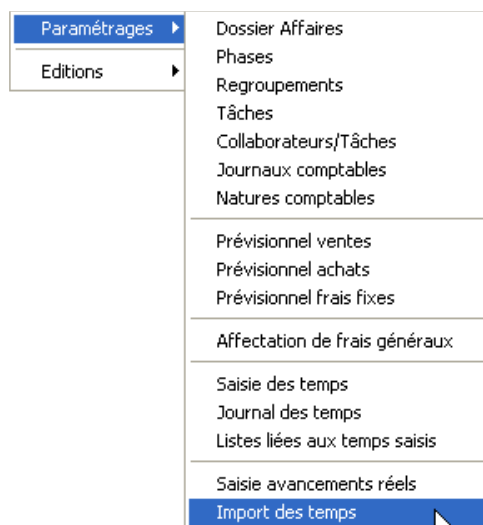 Paramétrages
Editions
Dossier Affaires
Phases
Regroupements
Tâches
Collaborateurs/Tâches
Journaux comptables
Natures comptables
Prévisionnel ventes
Prévisionnel achats
Prévisionnel frais fixes
Affectation de frais généraux
Saisie des temps
Journal des temps
Listes liées aux temps saisis
Saisie avancements réels
Import des temps